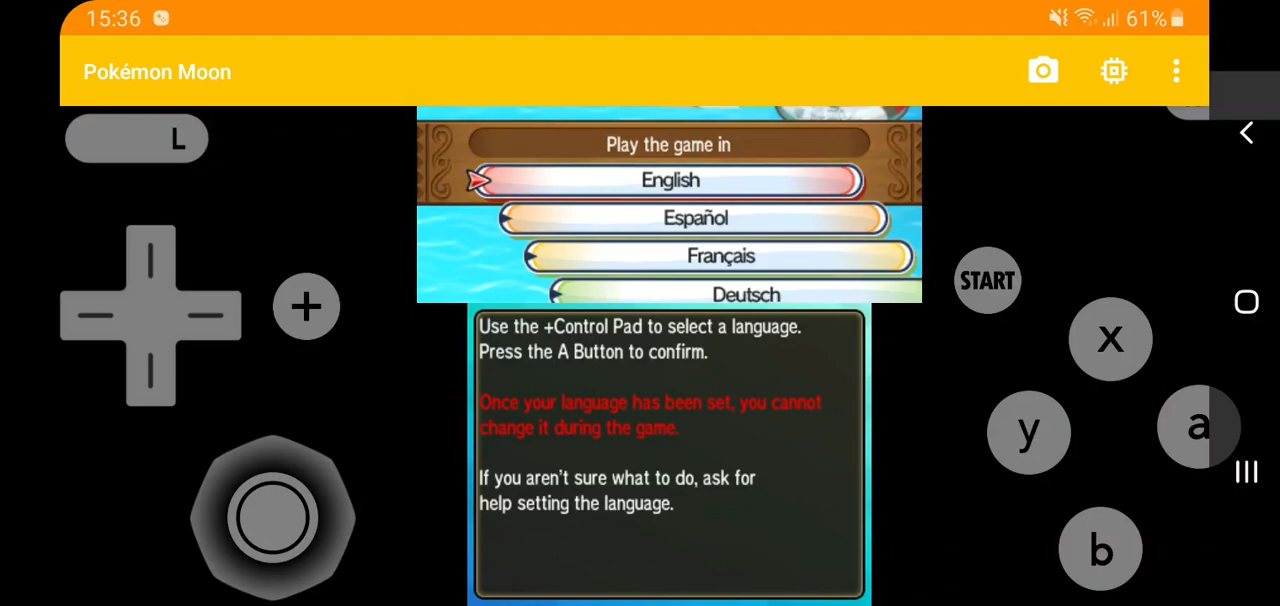 15:36
61%
Pokémon Moon
L
Play the game in
English
Español
Français
Deutsch
START
x
y
a
b
Use the +Control Pad to select a language.
Press the A Button to confirm.
Once your language has been set, you cannot
change it during the game.
If you aren't sure what to do, ask for
help setting the language.